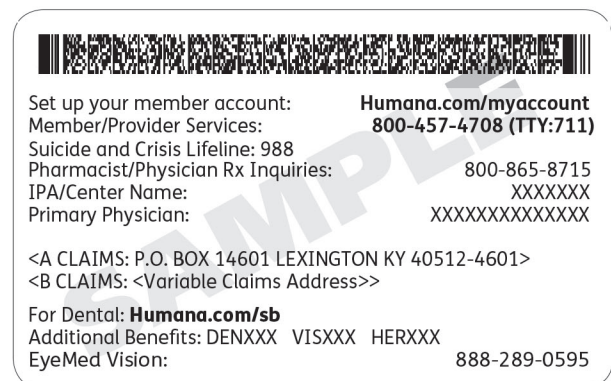 Set up your member account: Humana.com/myaccount
Member/Provider Services: 800-457-4708 (TTY:711)
Suicide and Crisis Lifeline: 988
Pharmacist/Physician Rx Inquiries: 800-865-8715
IPA/Center Name: XXXXXXX
Primary Physician: XXXXXXXXXXXXXX
<A CLAIMS: P.O. BOX 14601 LEXINGTON KY 40512-4601>
<B CLAIMS: <Variable Claims Address>>
For Dental: Humana.com/sb
Additional Benefits: DENXXX VISXXX HERXXX
EyeMed Vision: 888-289-0595
SAMPLE